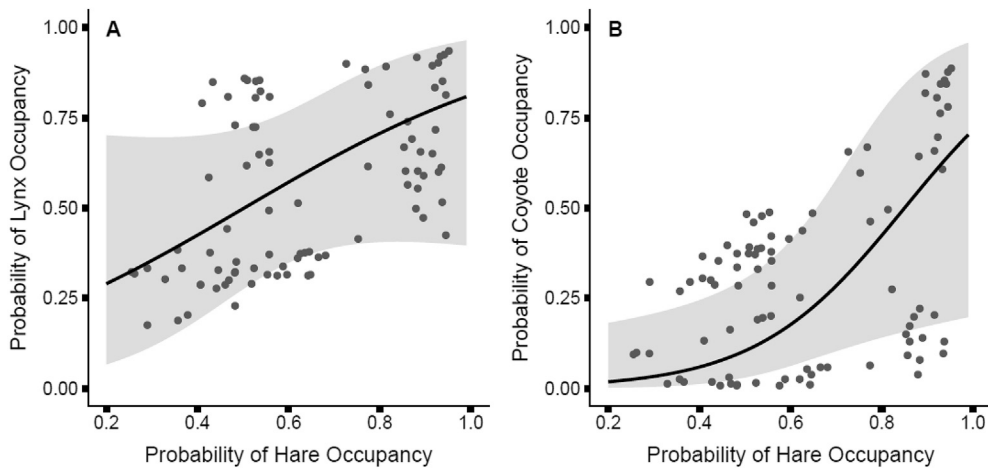 A
Probability of Lynx Occupancy
1.00
0.75
0.50
0.25
0.00
0.2 0.4 0.6 0.8 1.0
Probability of Hare Occupancy
B
Probability of Coyote Occupancy
1.00
0.75
0.50
0.25
0.00
0.2 0.4 0.6 0.8 1.0
Probability of Hare Occupancy